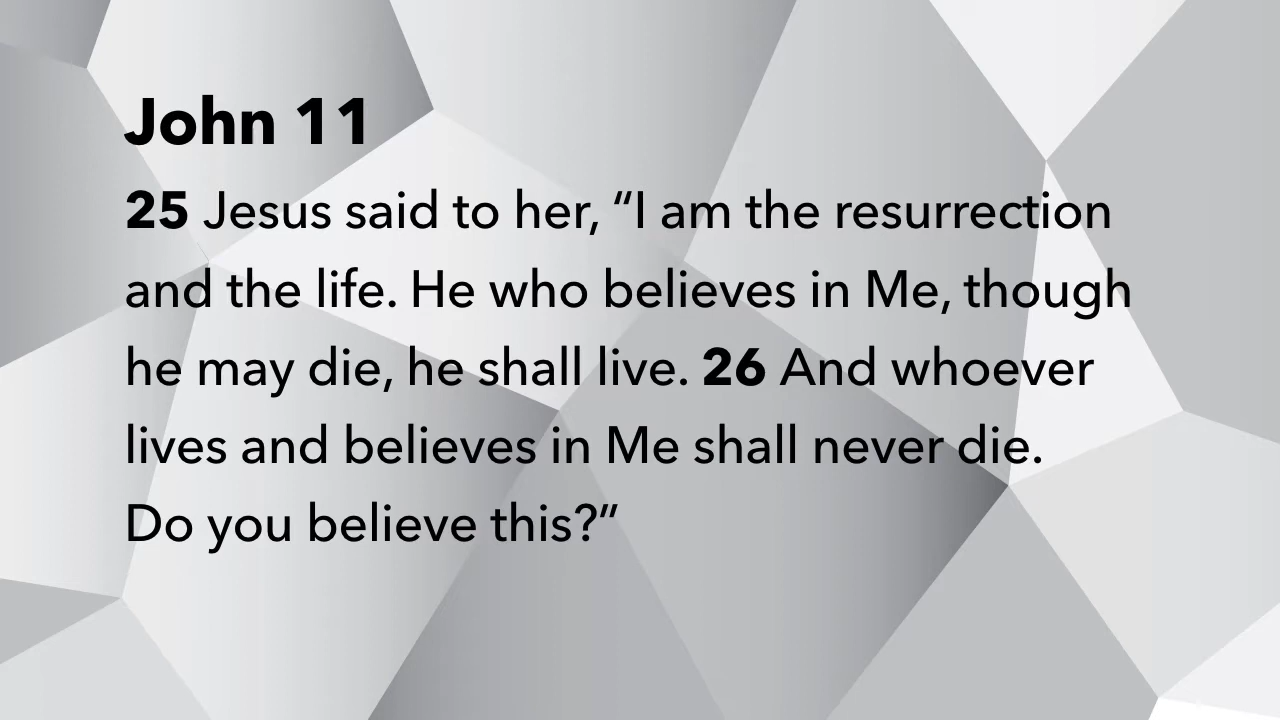 John 11
25 Jesus said to her, “I am the resurrection
and the life. He who believes in Me, though
he may die, he shall live. 26 And whoever
lives and believes in Me shall never die.
Do you believe this?”